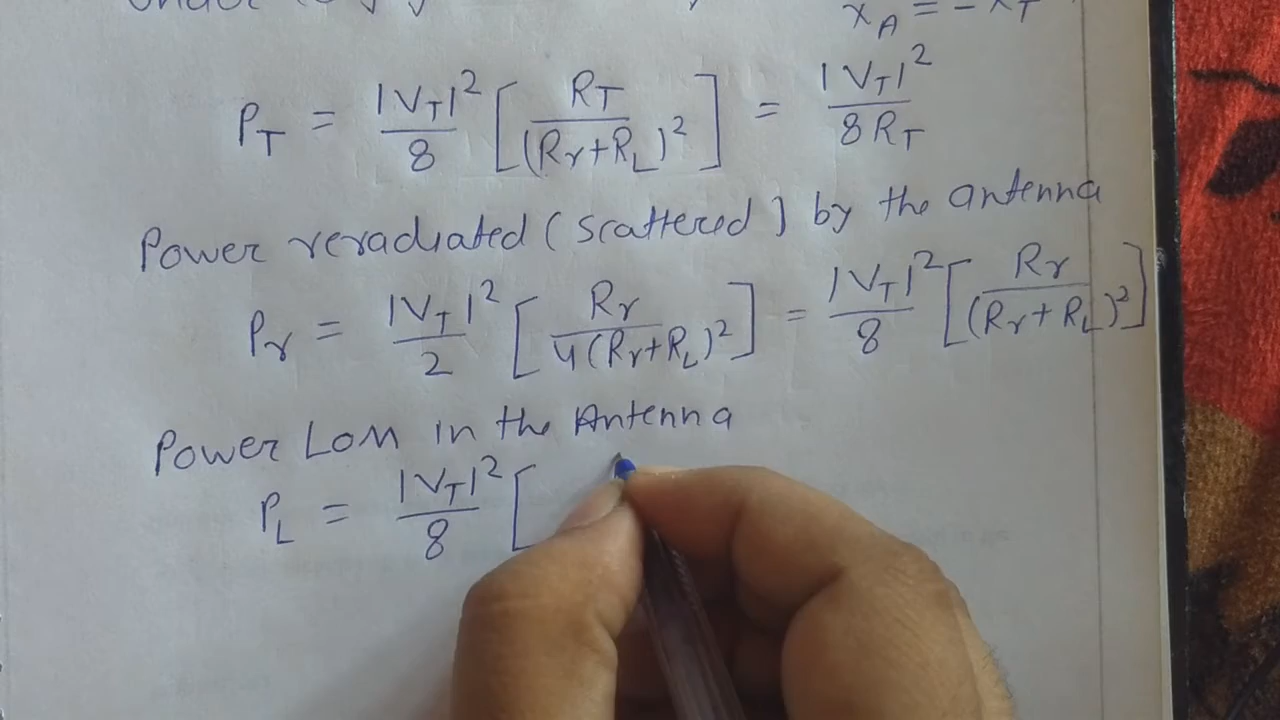 x_A = - x_T
P_T = |V_T|²/8 [ R_T/(R_r+R_L)² ] = |V_T|²/8R_T
Power reradiated (scattered) by the antenna
P_r = |V_T|²/2 [ R_r/4(R_r+R_L)² ] = |V_T|²/8 [ R_r/(R_r+R_L)² ]
Power Loss in the Antenna
P_L = |V_T|²/8 [